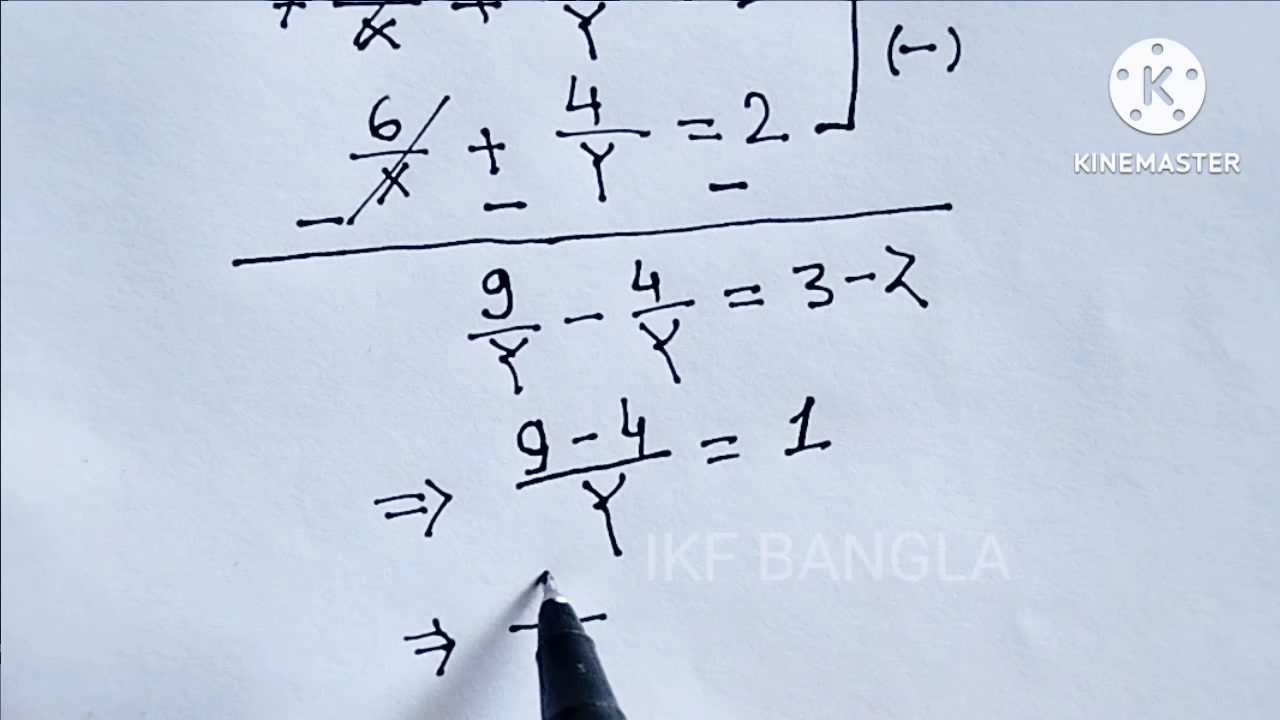 + x + Y (-)
KINEMASTER
6/x + 4/Y = 2
- - -
9/Y - 4/Y = 3-2
=> 9-4/Y = 1
IKF BANGLA
=>